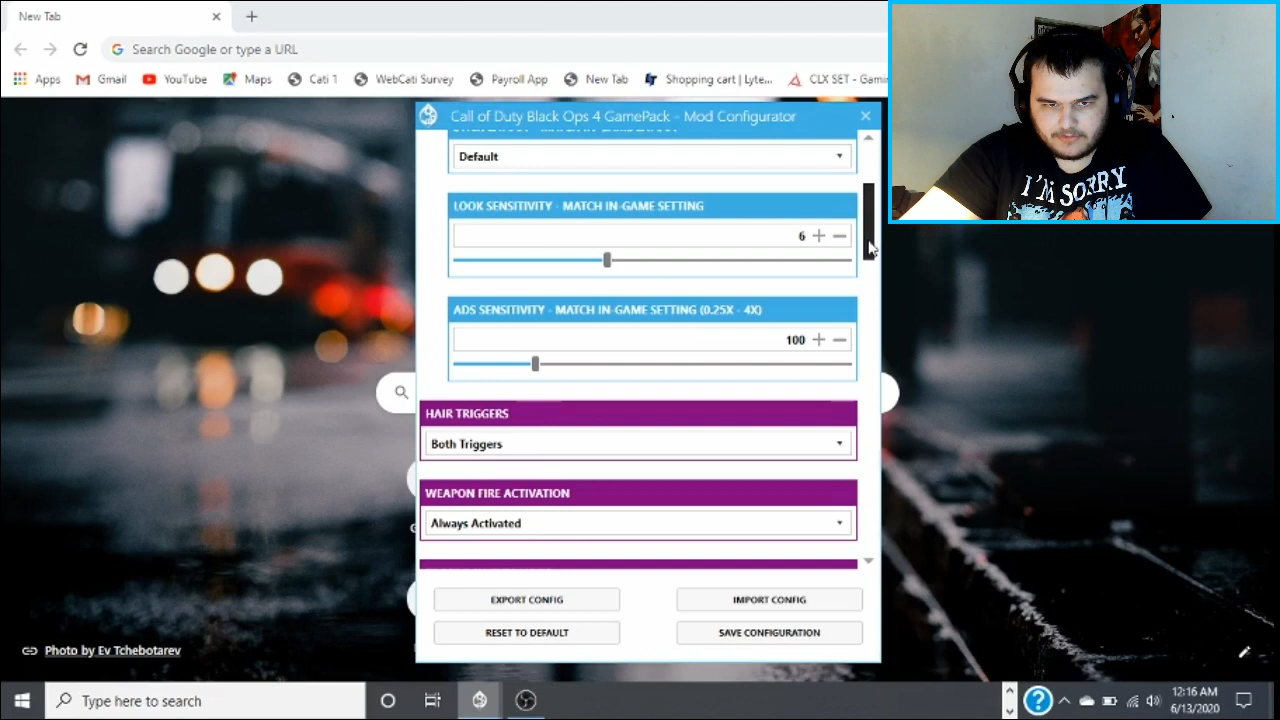 New Tab
Search Google or type a URL
Apps
Gmail
YouTube
Maps
Cati 1
WebCati Survey
Payroll App
New Tab
Shopping cart | Lyte...
CLX SET - Gami
Call of Duty Black Ops 4 GamePack - Mod Configurator
Default
LOOK SENSITIVITY - MATCH IN-GAME SETTING
6
ADS SENSITIVITY - MATCH IN-GAME SETTING (0.25X - 4X)
100
HAIR TRIGGERS
Both Triggers
WEAPON FIRE ACTIVATION
Always Activated
EXPORT CONFIG
IMPORT CONFIG
RESET TO DEFAULT
SAVE CONFIGURATION
Photo by Ev Tchebotarev
Type here to search
12:16 AM
6/13/2020
I'M SORRY